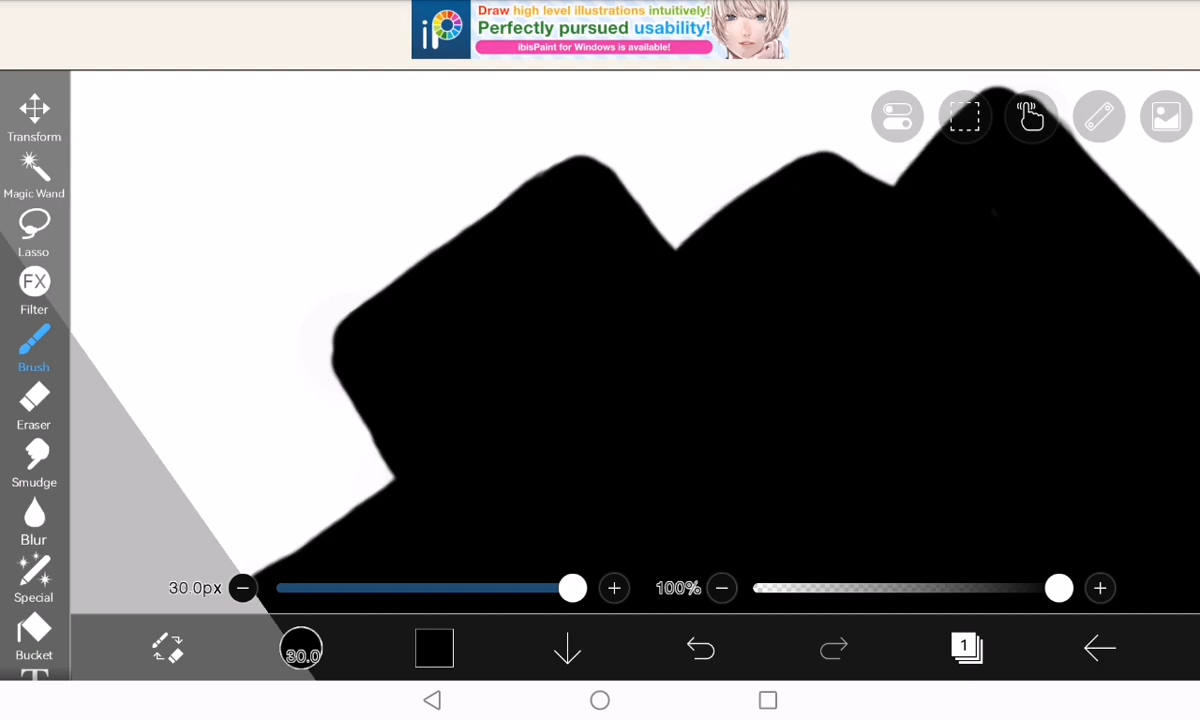 iP
Draw high level illustrations intuitively!
Perfectly pursued usability!
ibisPaint for Windows is available!
Transform
Magic Wand
Lasso
FX
Filter
Brush
Eraser
Smudge
Blur
Special
Bucket
T
30.0px
100%
30.0
1